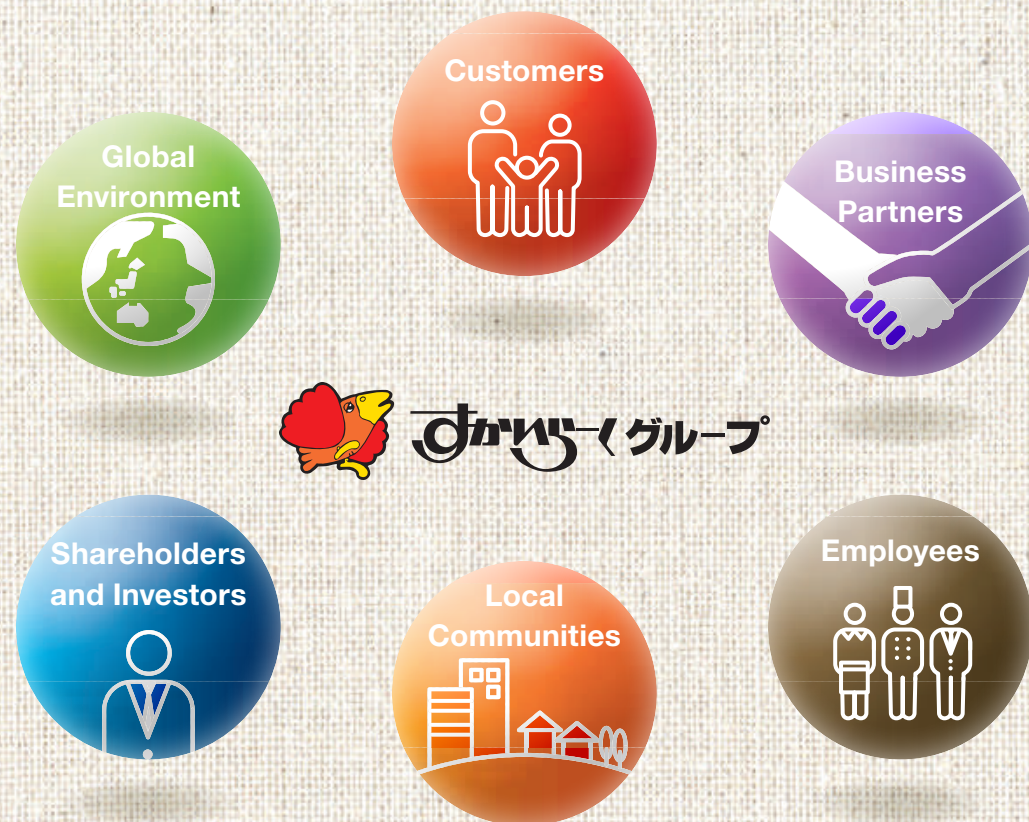 Customers
Global
Environment
Business
Partners
すかいらーくグループ
Shareholders
and Investors
Local
Communities
Employees